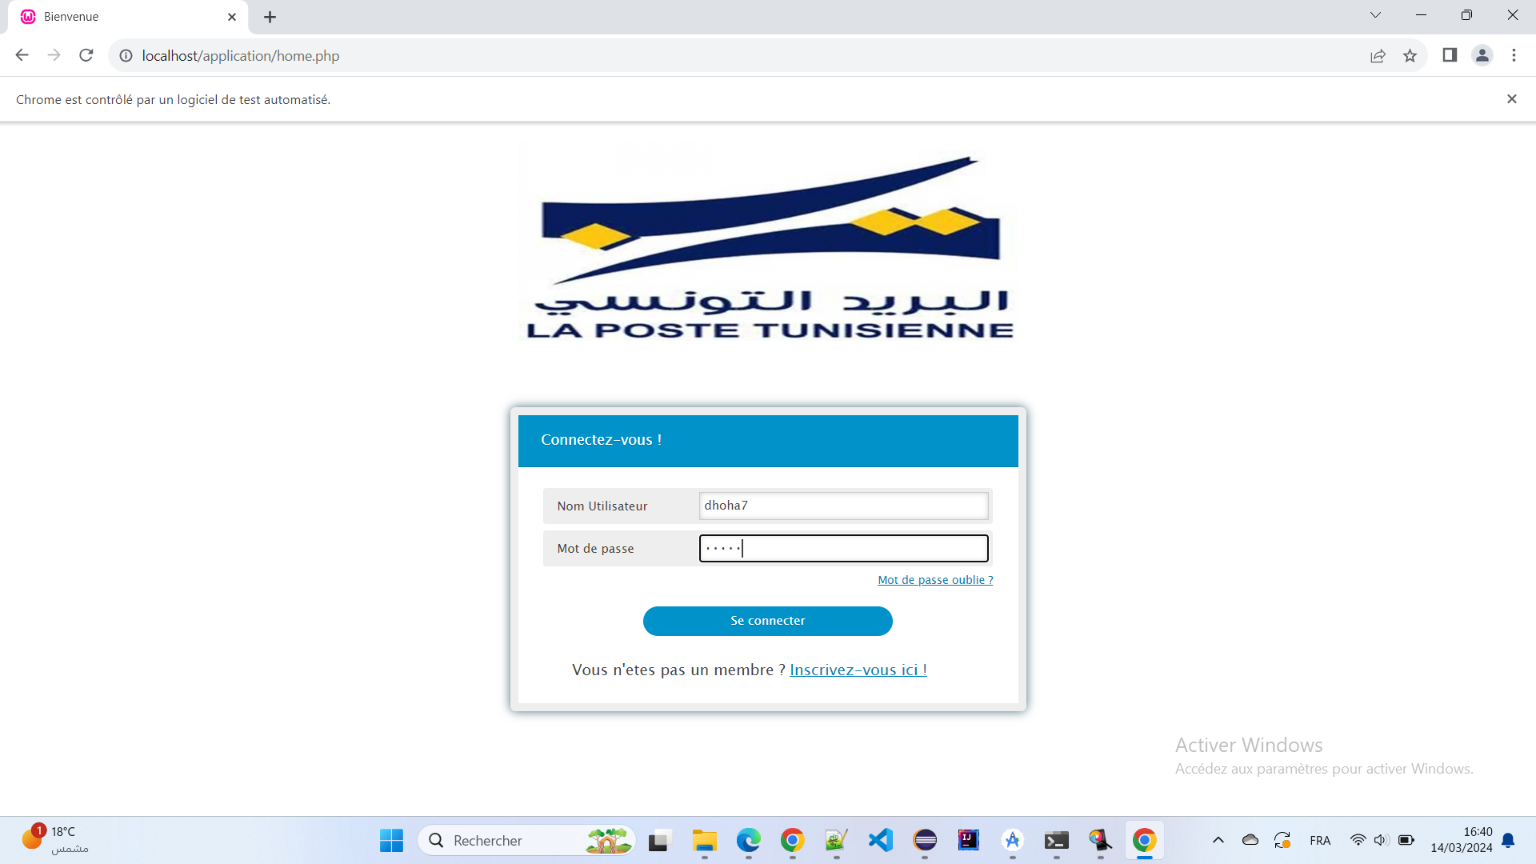 Bienvenue
localhost/application/home.php
Chrome est contrôlé par un logiciel de test automatisé.
البريد التونسي
LA POSTE TUNISIENNE
Connectez-vous !
Nom Utilisateur
dhoha7
Mot de passe
·····
Mot de passe oublie ?
Se connecter
Vous n'etes pas un membre ? Inscrivez-vous ici !
Activer Windows
Accédez aux paramètres pour activer Windows.
1
18°C
مشمس
Rechercher
IJ
FRA
16:40
14/03/2024